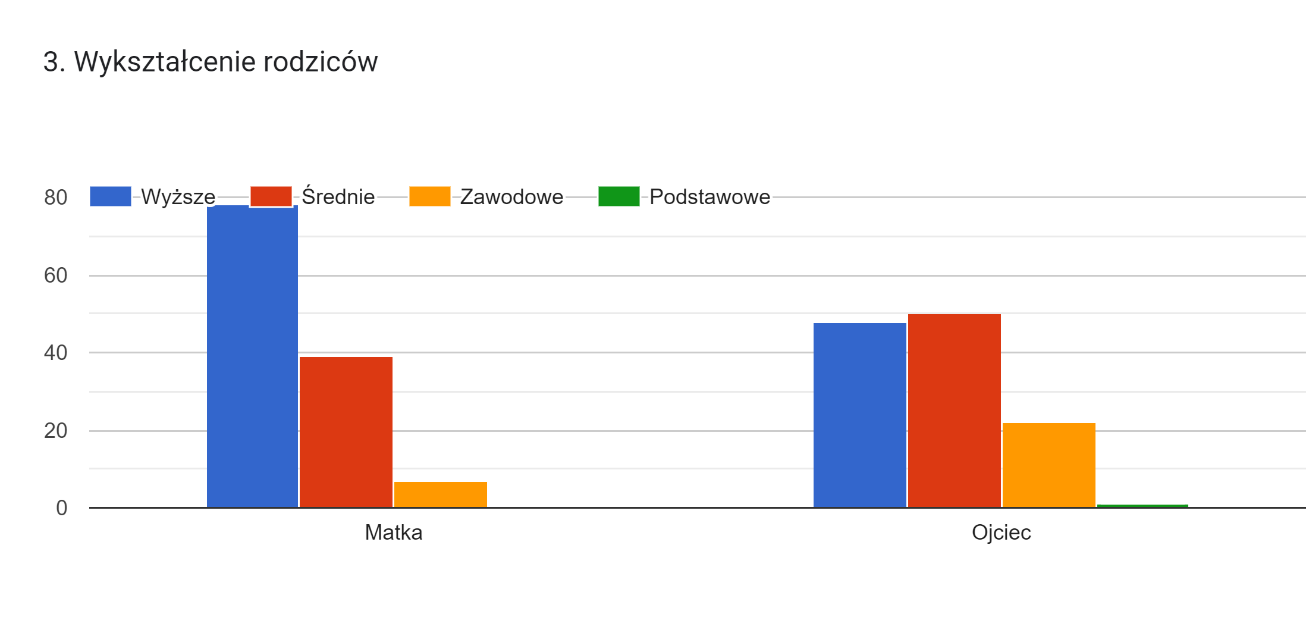 3. Wykształcenie rodziców
80 Wyższe Średnie Zawodowe Podstawowe
60
40
20
0
Matka Ojciec